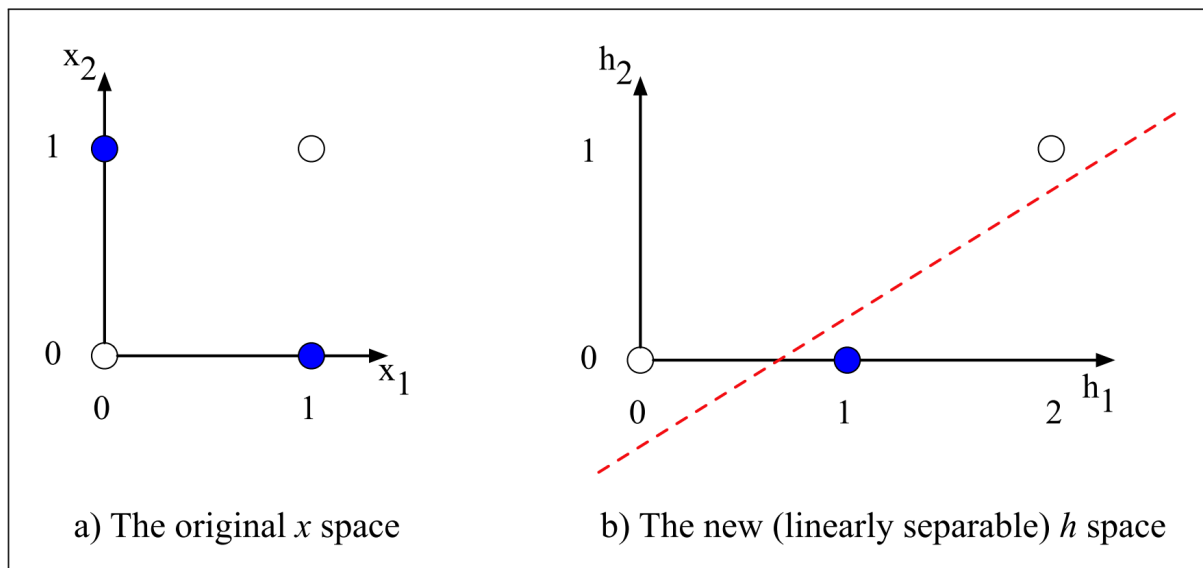 x2
1
0
x1
0
1
a) The original x space
h2
1
0
h1
0
1
2
b) The new (linearly separable) h space